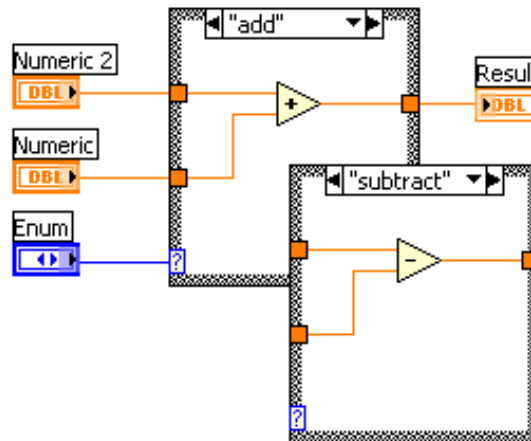 "add"
Numeric 2
DBL
+
Resul
DBL
Numeric
DBL
"subtract"
Enum
-
?
?